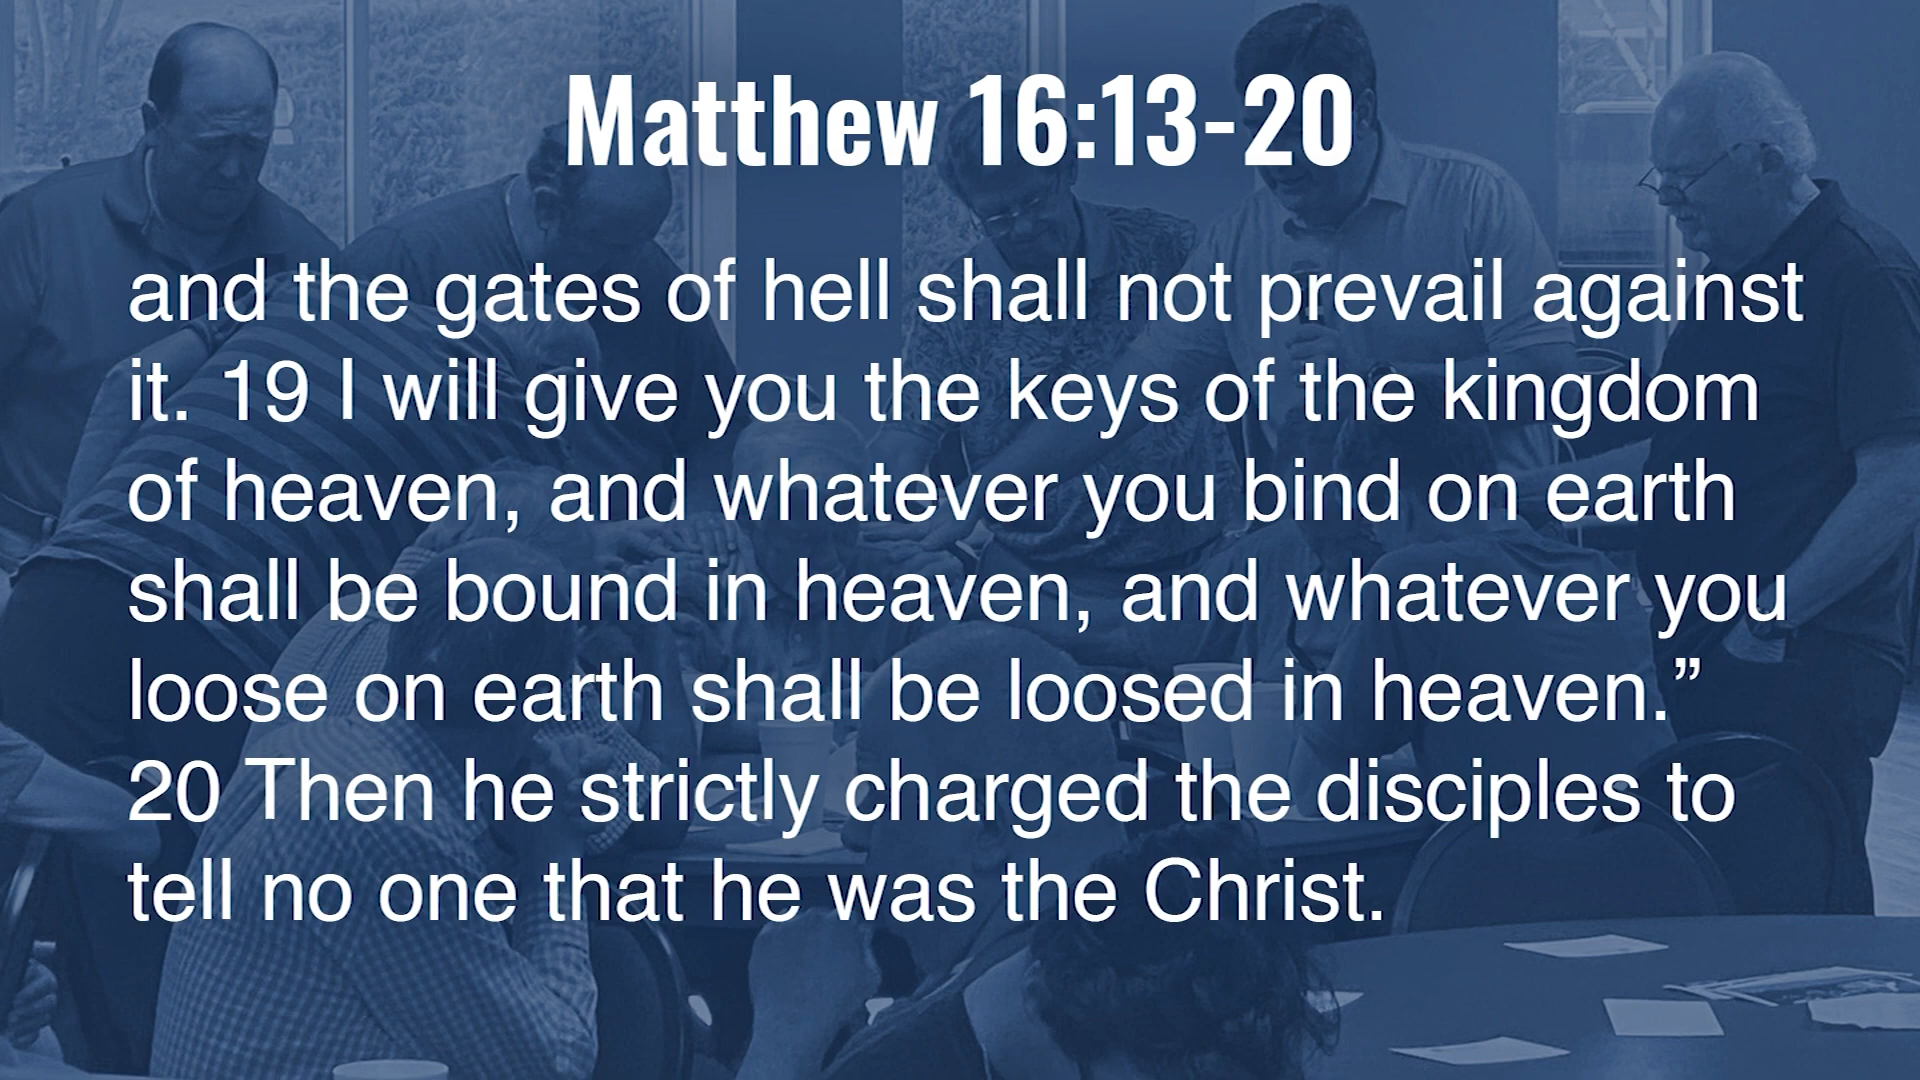 Matthew 16:13-20
and the gates of hell shall not prevail against
it. 19 I will give you the keys of the kingdom
of heaven, and whatever you bind on earth
shall be bound in heaven, and whatever you
loose on earth shall be loosed in heaven.”
20 Then he strictly charged the disciples to
tell no one that he was the Christ.